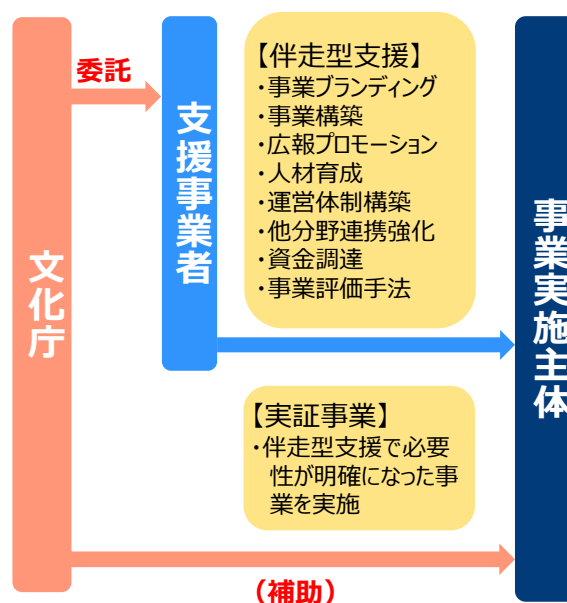 文化庁
委託
支援事業者
【伴走型支援】
・事業ブランディング
・事業構築
・広報プロモーション
・人材育成
・運営体制構築
・他分野連携強化
・資金調達
・事業評価手法
【実証事業】
・伴走型支援で必要
性が明確になった事
業を実施
(補助)
事業実施主体